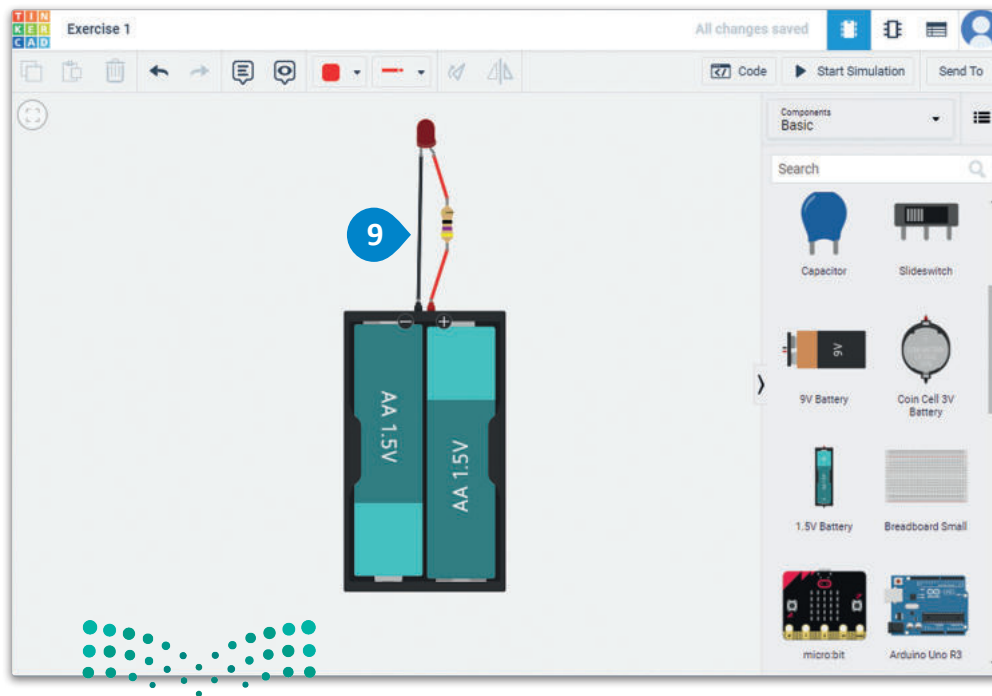 TIN
KER
CAD
Exercise 1
All changes saved
Code
Start Simulation
Send To
Components
Basic
Search
Capacitor
Slideswitch
9V
9V Battery
Coin Cell 3V
Battery
1.5V Battery
Breadboard Small
micro:bit
Arduino Uno R3
9
−
+
AA 1.5V
AA 1.5V